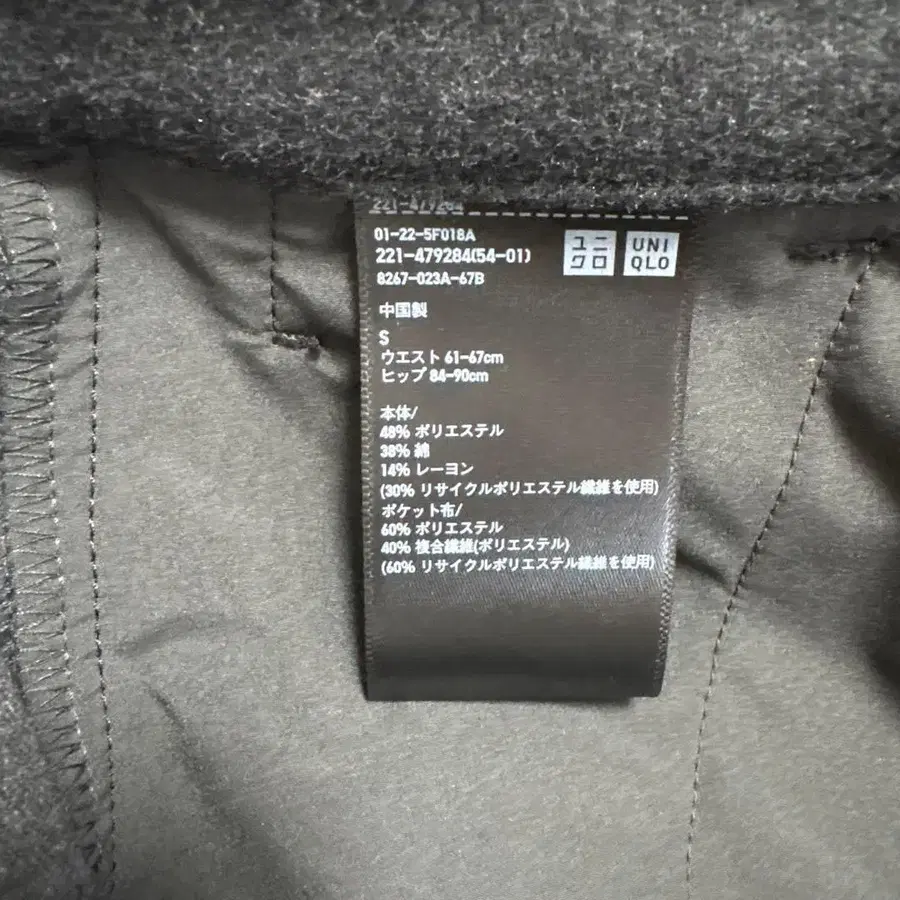 221-479284
01-22-5F018A
221-479284(54-01)
8267-023A-67B
ユニ
クロ
UNI
QLO
中国製
S
ウエスト 61-67cm
ヒップ 84-90cm
本体/
48% ポリエステル
38% 綿
14% レーヨン
(30% リサイクルポリエステル繊維を使用)
ポケット布/
60% ポリエステル
40% 複合繊維(ポリエステル)
(60% リサイクルポリエステル繊維を使用)